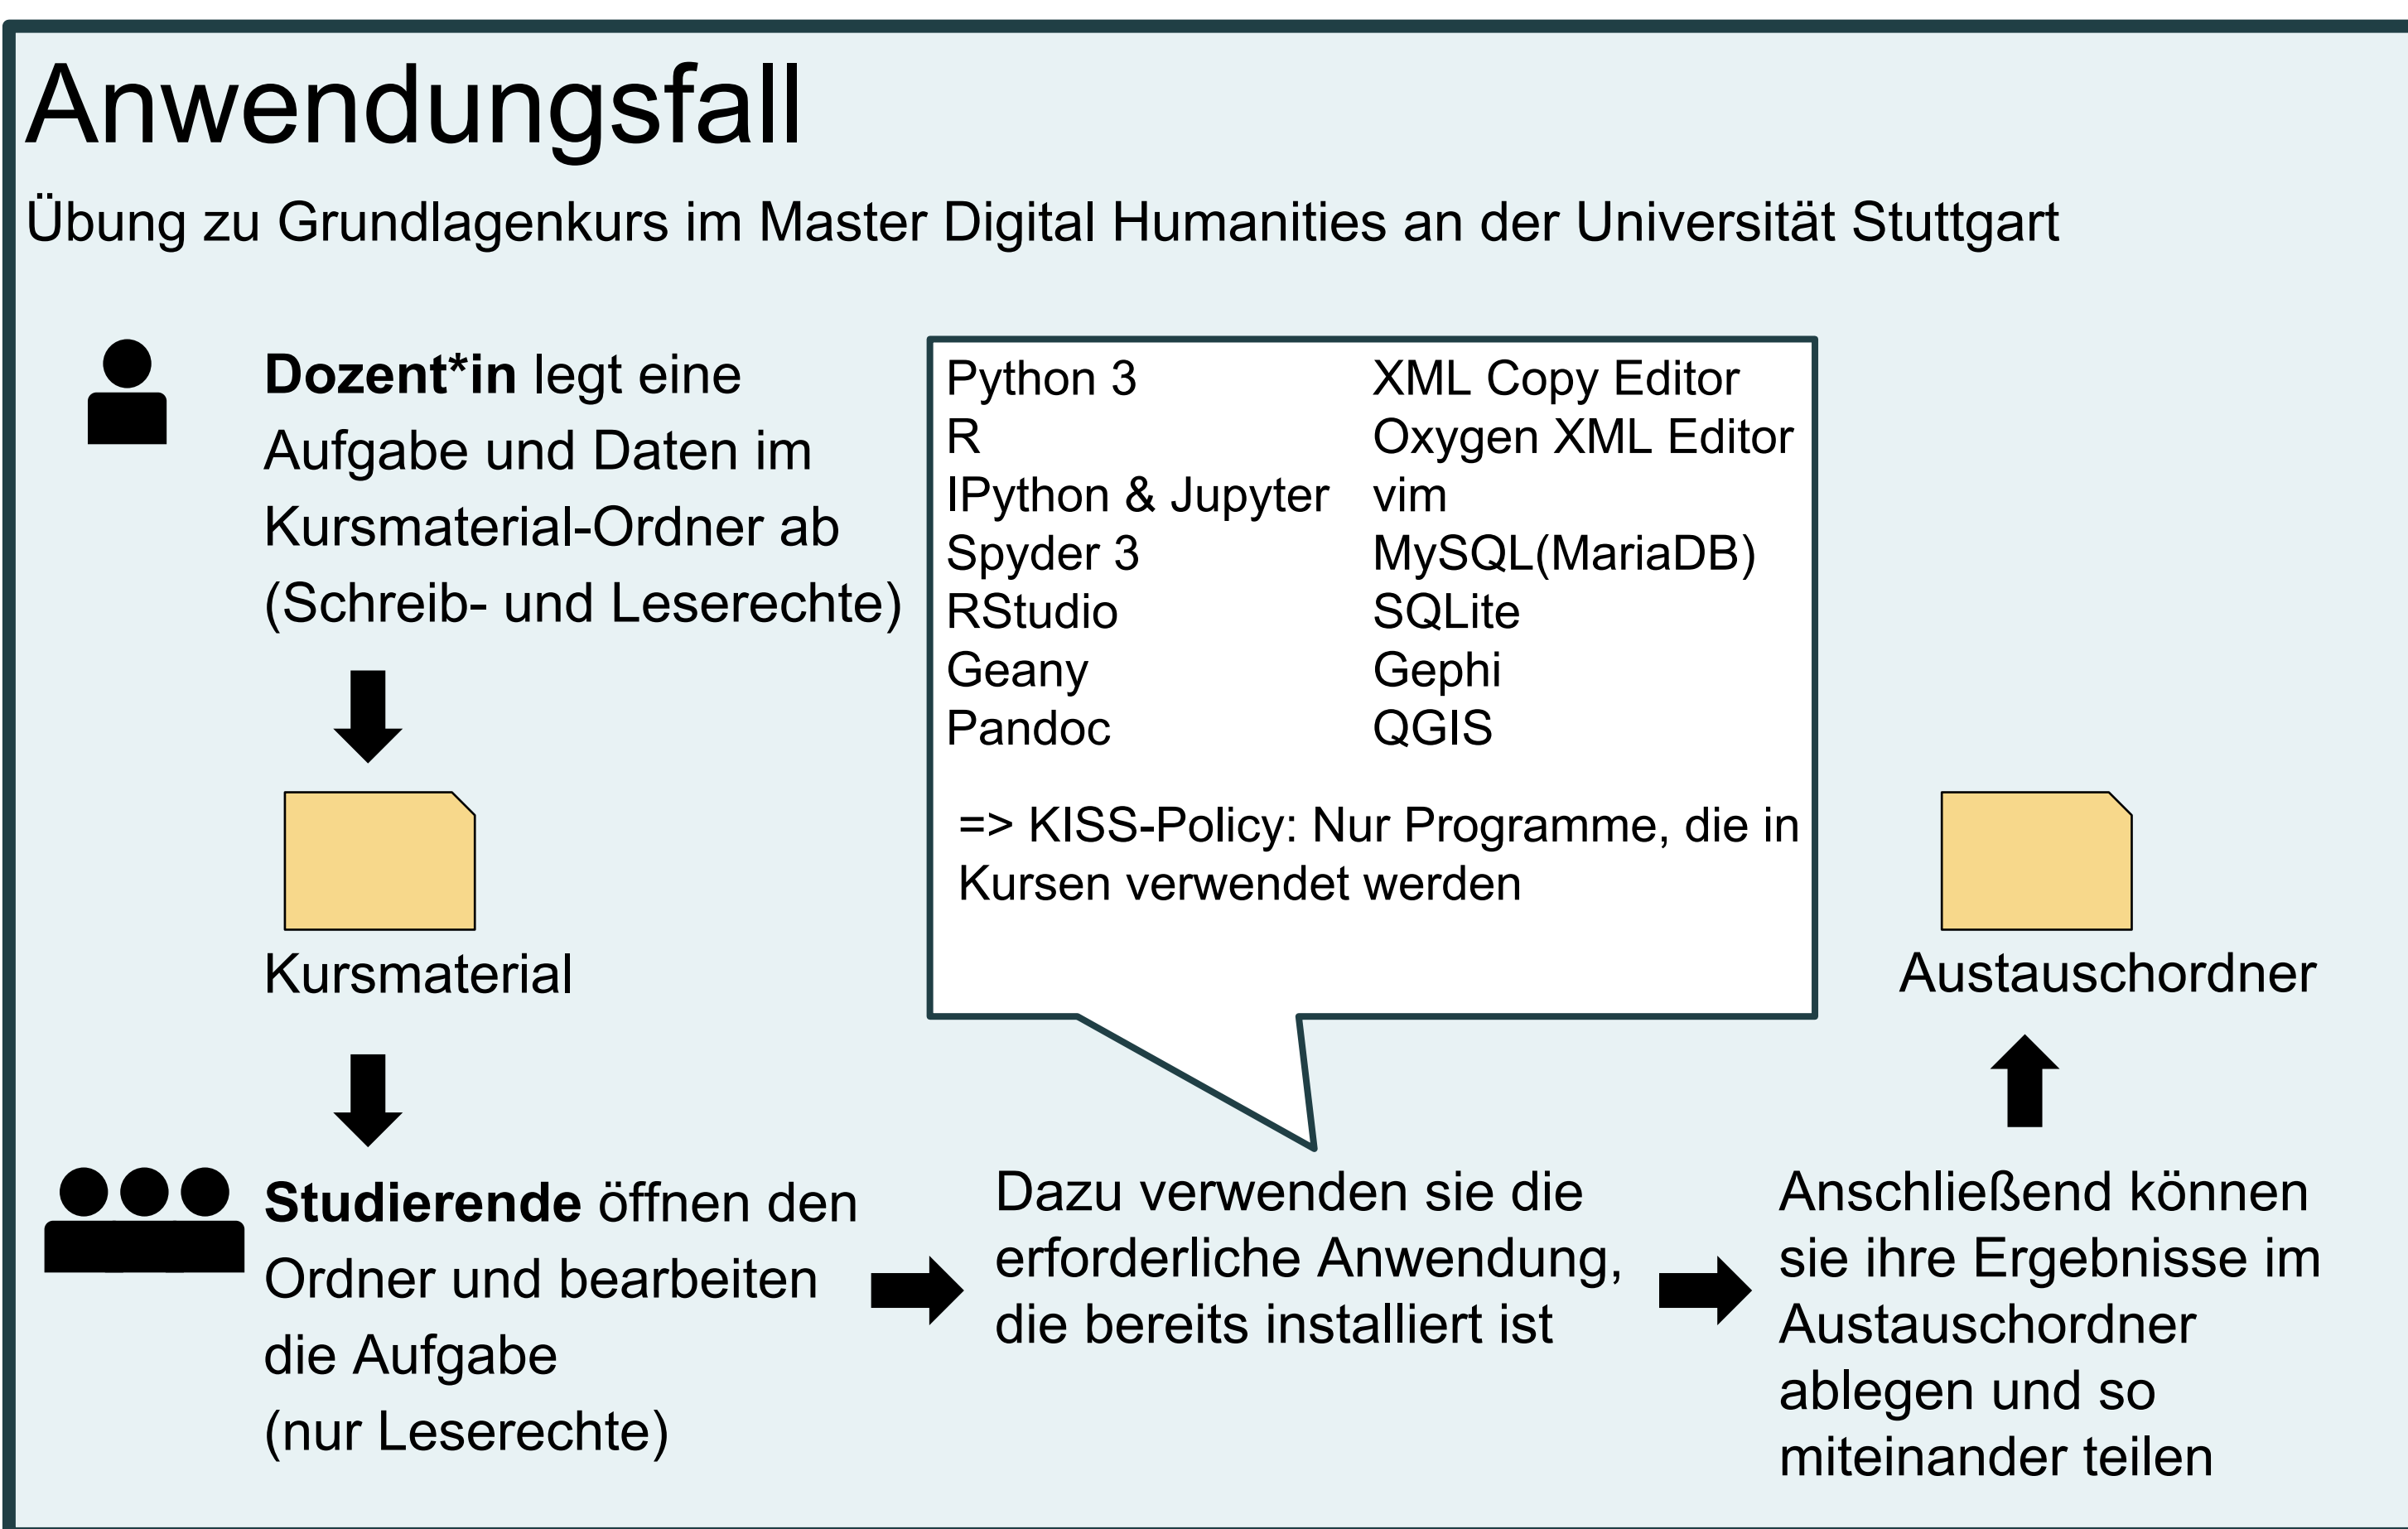 Anwendungsfall
Übung zu Grundlagenkurs im Master Digital Humanities an der Universität Stuttgart
Dozent*in legt eine
Aufgabe und Daten im
Kursmaterial-Ordner ab
(Schreib- und Leserechte)
Kursmaterial
Studierende öffnen den
Ordner und bearbeiten
die Aufgabe
(nur Leserechte)
Python 3
R
IPython & Jupyter
Spyder 3
RStudio
Geany
Pandoc
XML Copy Editor
Oxygen XML Editor
vim
MySQL(MariaDB)
SQLite
Gephi
QGIS
=> KISS-Policy: Nur Programme, die in
Kursen verwendet werden
Dazu verwenden sie die
erforderliche Anwendung,
die bereits installiert ist
Anschließend können
sie ihre Ergebnisse im
Austauschordner
ablegen und so
miteinander teilen
Austauschordner